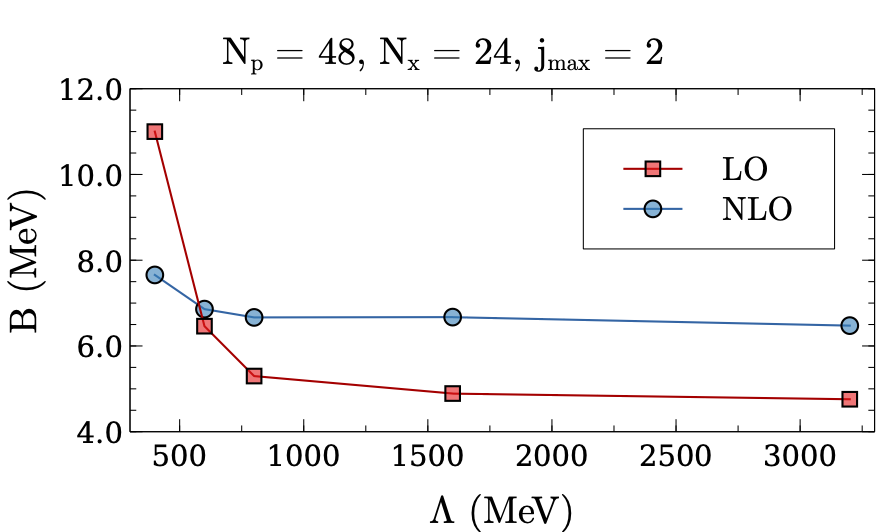 N_p = 48, N_x = 24, j_max = 2
12.0
10.0
8.0
6.0
4.0
B (MeV)
LO
NLO
500 1000 1500 2000 2500 3000
Λ (MeV)